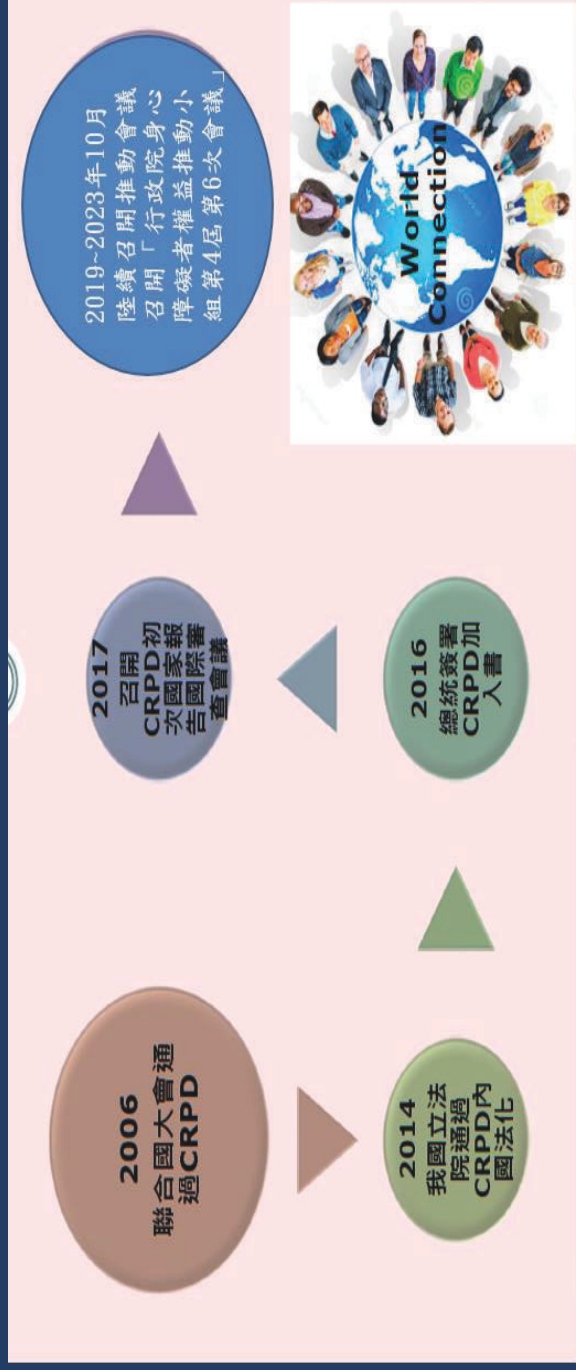 2006
聯合國大會通
過CRPD
2014
我國立法
院通過
CRPD內
國法化
2016
總統簽署
CRPD加
入書
2017
召開
CRPD初
次國家報
告國際審
查會議
2019~2023年10月
陸續召開推動會議
召開「行政院身心
障礙者權益推動小
組第4屆 第6次會議」
World
Connection